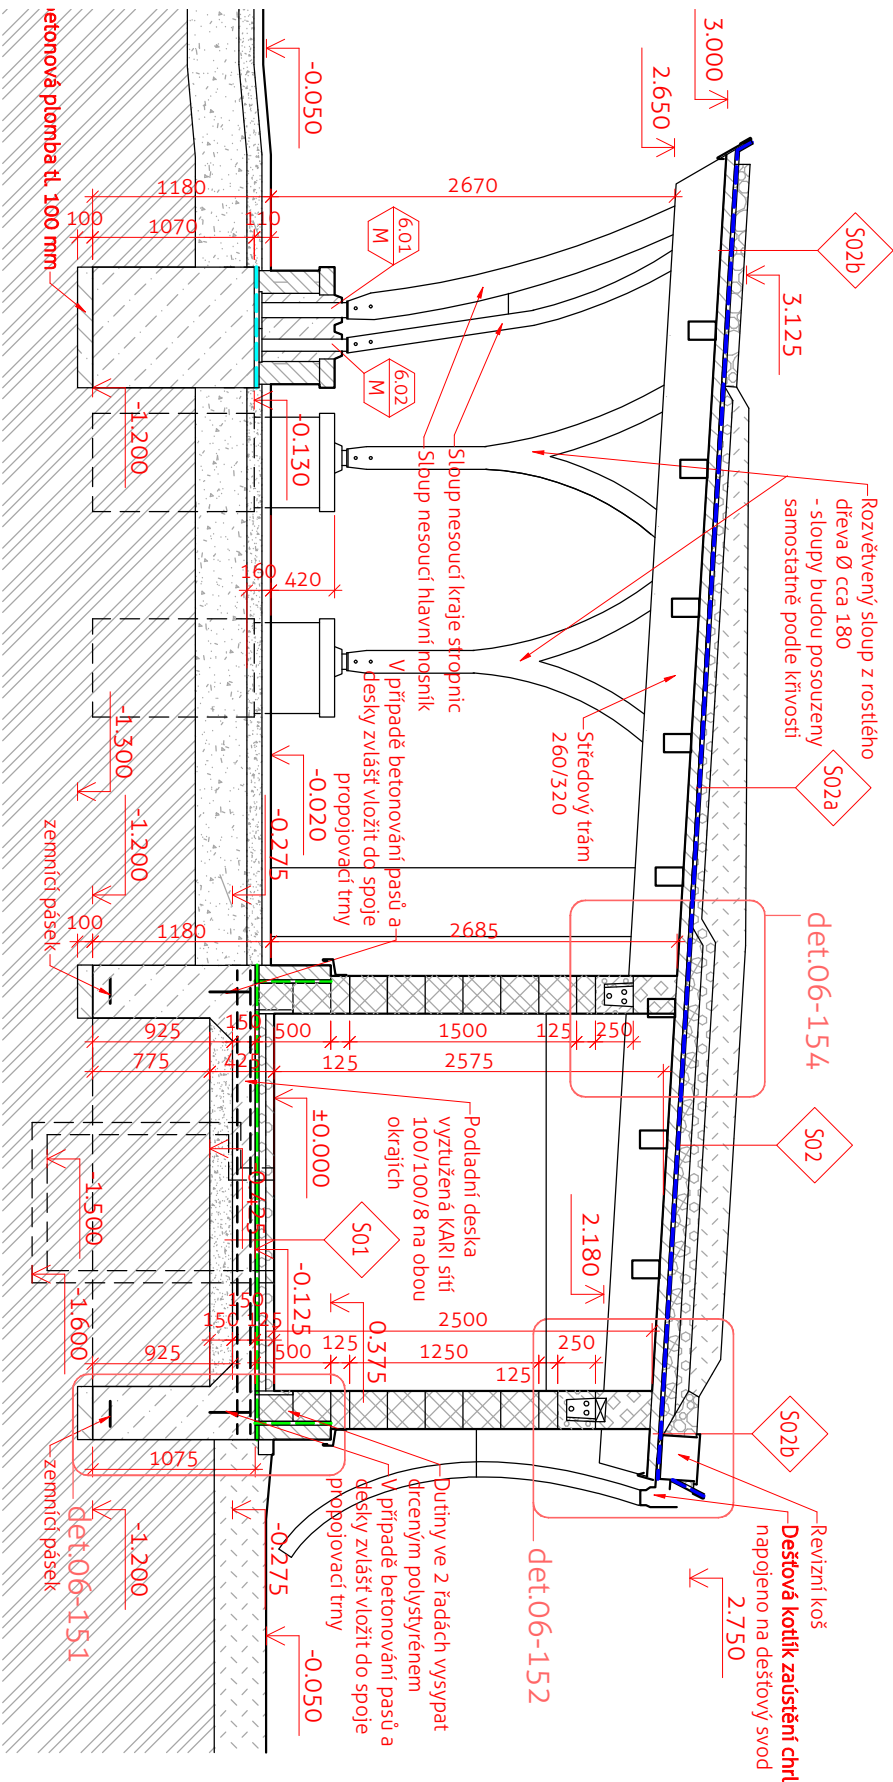 3.000
2.650
-0.050
etonová plomba tl. 100 mm
1180
2670
100
1070
110
6.01
M
6.02
M
S02b
3.125
-1.200
-0.130
Sloup nesoucí kraje stropnic
Sloup nesoucí hlavní nosník
Rozvětvený sloup z rostlého
dřeva Ø cca 180
- sloupy budou posouzeny
samostatně podle křivosti
160
420
Středový trám
260/320
S02a
V případě betonování pasů a
desky zvlášť vložit do spoje
propojovací trny
-1.300
-1.200
-0.020
-0.275
zemnící pásek
100
1180
2685
det.06-154
925
150
500
125
1500
125
250
775
425
2575
±0.000
Podladní deska
vyztužená KARI sítí
100/100/8 na obou
okrajích
S02
-0.425
-1.500
S01
2.180
-0.125
-1.600
0.375
150
150
125
2500
925
500
125
1250
125
250
1075
S02b
Revizní koš
Dešťová kotlík zaústění chrl
napojeno na dešťový svod
2.750
Dutiny ve 2 řadách vysypat
drceným polystyrénem
V případě betonování pasů a
desky zvlášť vložit do spoje
propojovací trny
zemnící pásek
det.06-151
-1.200
-0.275
-0.050
det.06-152